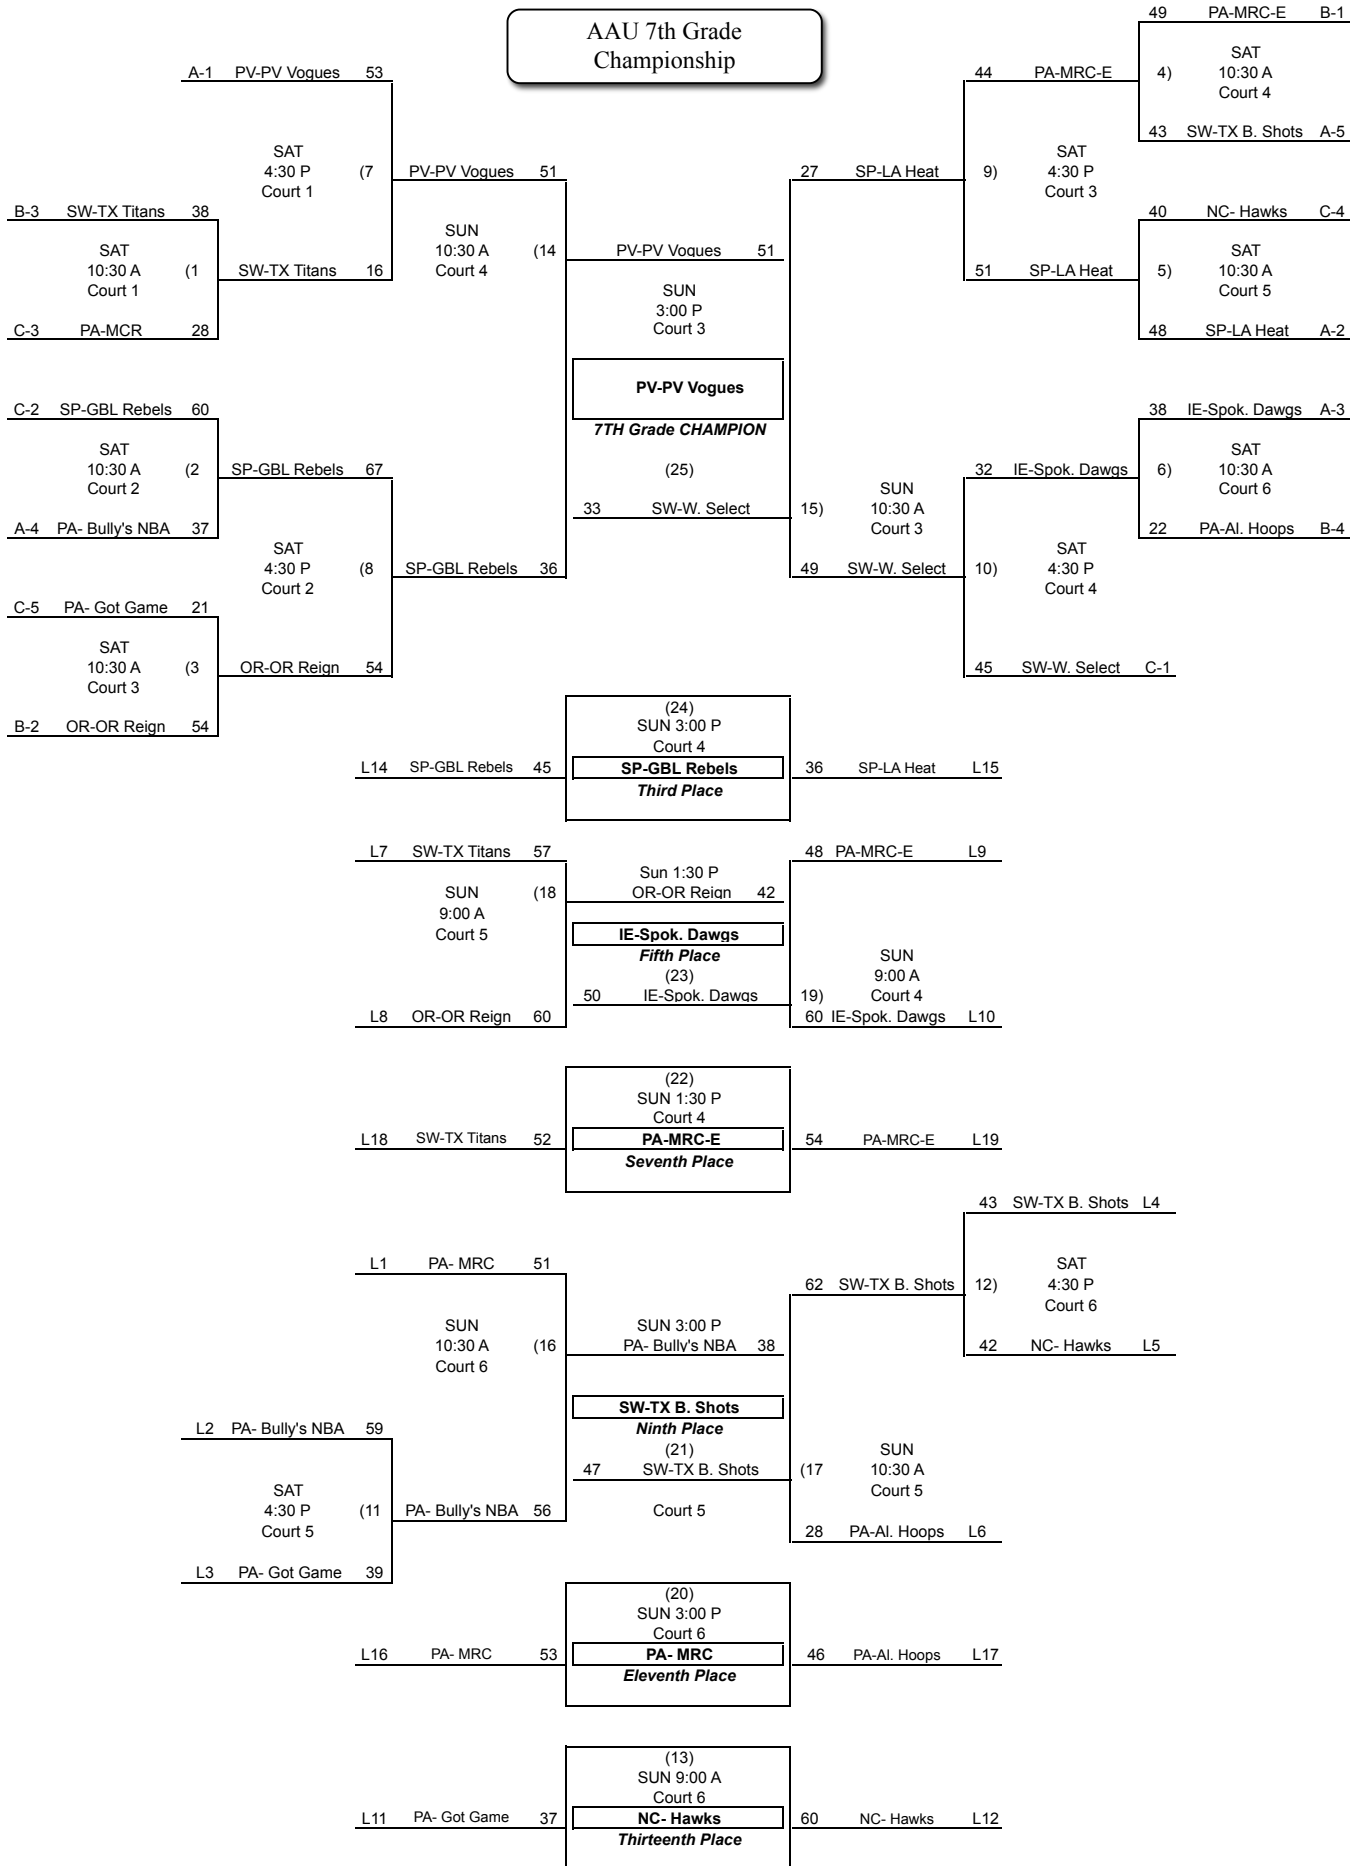 AAU 7th Grade
Championship
49 PA-MRC-E B-1
A-1 PV-PV Vogues 53
44 PA-MRC-E
4)
SAT
10:30 A
Court 4
43 SW-TX B. Shots A-5
SAT
4:30 P
Court 1
(7
PV-PV Vogues 51
27 SP-LA Heat
9)
SAT
4:30 P
Court 3
B-3 SW-TX Titans 38
40 NC- Hawks C-4
SAT
10:30 A
Court 1
(1
SW-TX Titans 16
SUN
10:30 A
Court 4
(14
PV-PV Vogues 51
51 SP-LA Heat
5)
SAT
10:30 A
Court 5
SUN
3:00 P
Court 3
C-3 PA-MCR 28
48 SP-LA Heat A-2
PV-PV Vogues
7TH Grade CHAMPION
C-2 SP-GBL Rebels 60
38 IE-Spok. Dawgs A-3
SAT
10:30 A
Court 2
(2
SP-GBL Rebels 67
(25)
32 IE-Spok. Dawgs
6)
SAT
10:30 A
Court 6
33 SW-W. Select
15)
SUN
10:30 A
Court 3
A-4 PA- Bully's NBA 37
22 PA-Al. Hoops B-4
SAT
4:30 P
Court 2
(8
SP-GBL Rebels 36
49 SW-W. Select
10)
SAT
4:30 P
Court 4
C-5 PA- Got Game 21
SAT
10:30 A
Court 3
(3
OR-OR Reign 54
45 SW-W. Select C-1
B-2 OR-OR Reign 54
(24)
SUN 3:00 P
Court 4
L14 SP-GBL Rebels 45
SP-GBL Rebels
36 SP-LA Heat L15
Third Place
L7 SW-TX Titans 57
48 PA-MRC-E L9
SUN
9:00 A
Court 5
(18
Sun 1:30 P
OR-OR Reign 42
IE-Spok. Dawgs
Fifth Place
(23)
50 IE-Spok. Dawgs
19)
SUN
9:00 A
Court 4
L8 OR-OR Reign 60
60 IE-Spok. Dawgs L10
(22)
SUN 1:30 P
Court 4
L18 SW-TX Titans 52
PA-MRC-E
54 PA-MRC-E L19
Seventh Place
43 SW-TX B. Shots L4
L1 PA- MRC 51
62 SW-TX B. Shots
12)
SAT
4:30 P
Court 6
SUN
10:30 A
Court 6
(16
SUN 3:00 P
PA- Bully's NBA 38
42 NC- Hawks L5
SW-TX B. Shots
Ninth Place
L2 PA- Bully's NBA 59
(21)
47 SW-TX B. Shots
(17
SUN
10:30 A
Court 5
SAT
4:30 P
Court 5
(11
PA- Bully's NBA 56
Court 5
28 PA-Al. Hoops L6
L3 PA- Got Game 39
(20)
SUN 3:00 P
Court 6
L16 PA- MRC 53
PA- MRC
46 PA-Al. Hoops L17
Eleventh Place
(13)
SUN 9:00 A
Court 6
L11 PA- Got Game 37
NC- Hawks
60 NC- Hawks L12
Thirteenth Place